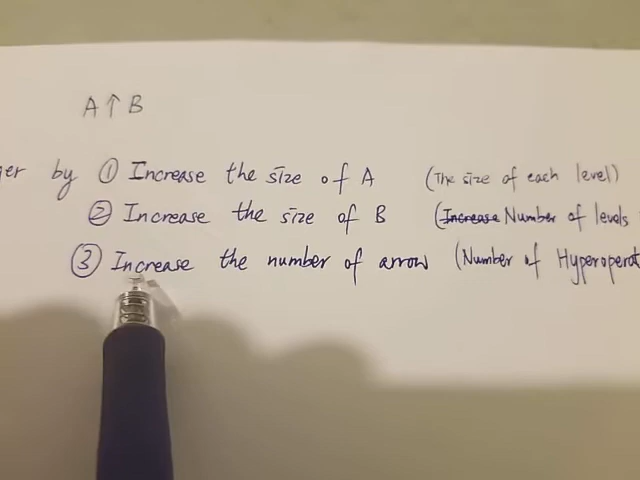 A ↑ B
by ① Increase the size of A (The size of each level)
② Increase the size of B (Increase Number of levels
③ Increase the number of arrow (Number of Hyperoperat